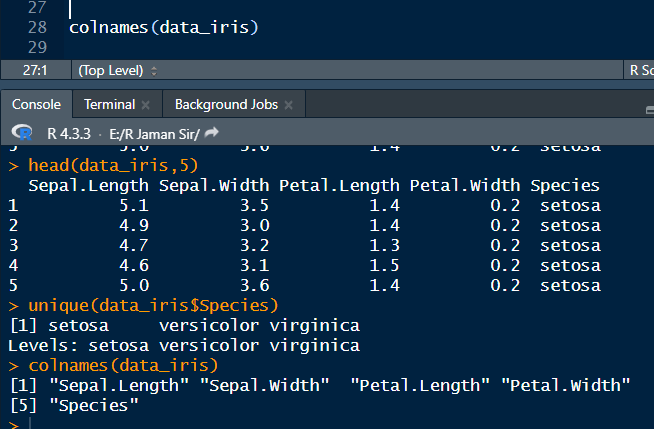 27
28 colnames(data_iris)
29
27:1 (Top Level) R Sc
Console Terminal Background Jobs
R 4.3.3 · E:/R Jaman Sir/
5 5.0 3.6 1.4 0.2 setosa
> head(data_iris,5)
Sepal.Length Sepal.Width Petal.Length Petal.Width Species
1 5.1 3.5 1.4 0.2 setosa
2 4.9 3.0 1.4 0.2 setosa
3 4.7 3.2 1.3 0.2 setosa
4 4.6 3.1 1.5 0.2 setosa
5 5.0 3.6 1.4 0.2 setosa
> unique(data_iris$Species)
[1] setosa versicolor virginica
Levels: setosa versicolor virginica
> colnames(data_iris)
[1] "Sepal.Length" "Sepal.Width" "Petal.Length" "Petal.Width"
[5] "Species"
>